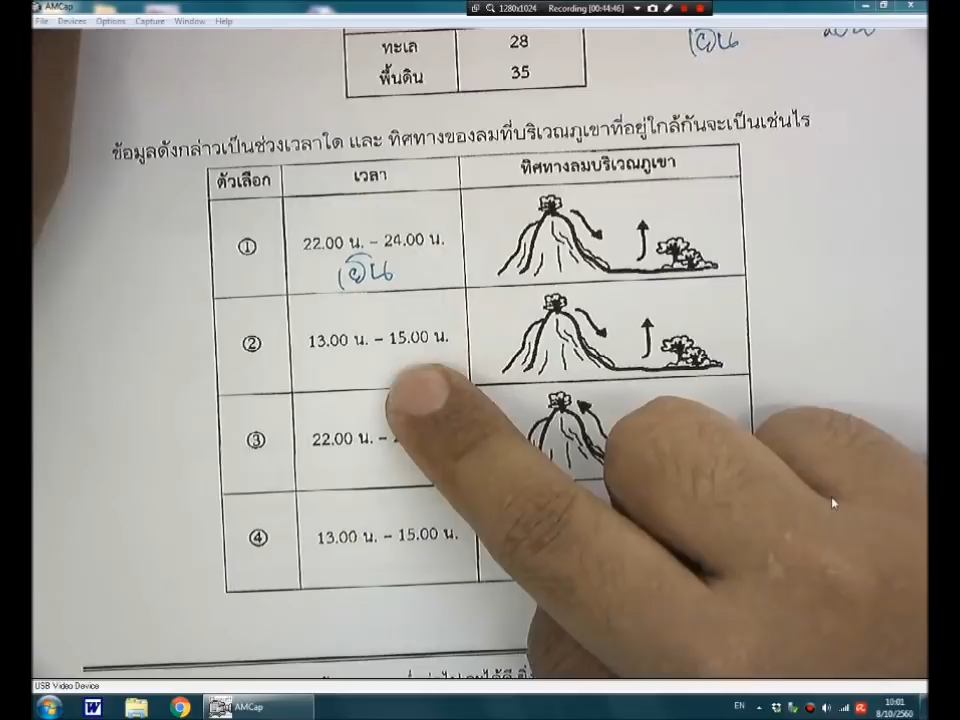 AMCap
1280x1024 Recording [00:44:46]
File Devices Options Capture Window Help
ทะเล 28
พื้นดิน 35
เย็น
ข้อมูลดังกล่าวเป็นช่วงเวลาใด และ ทิศทางของลมที่บริเวณภูเขาที่อยู่ใกล้กันจะเป็นเช่นไร
ตัวเลือก เวลา ทิศทางลมบริเวณภูเขา
① 22.00 น. – 24.00 น.
เย็น
② 13.00 น. – 15.00 น.
③ 22.00 น. –
④ 13.00 น. – 15.00 น.
USB Video Device
AMCap
EN
10:01
8/10/2560